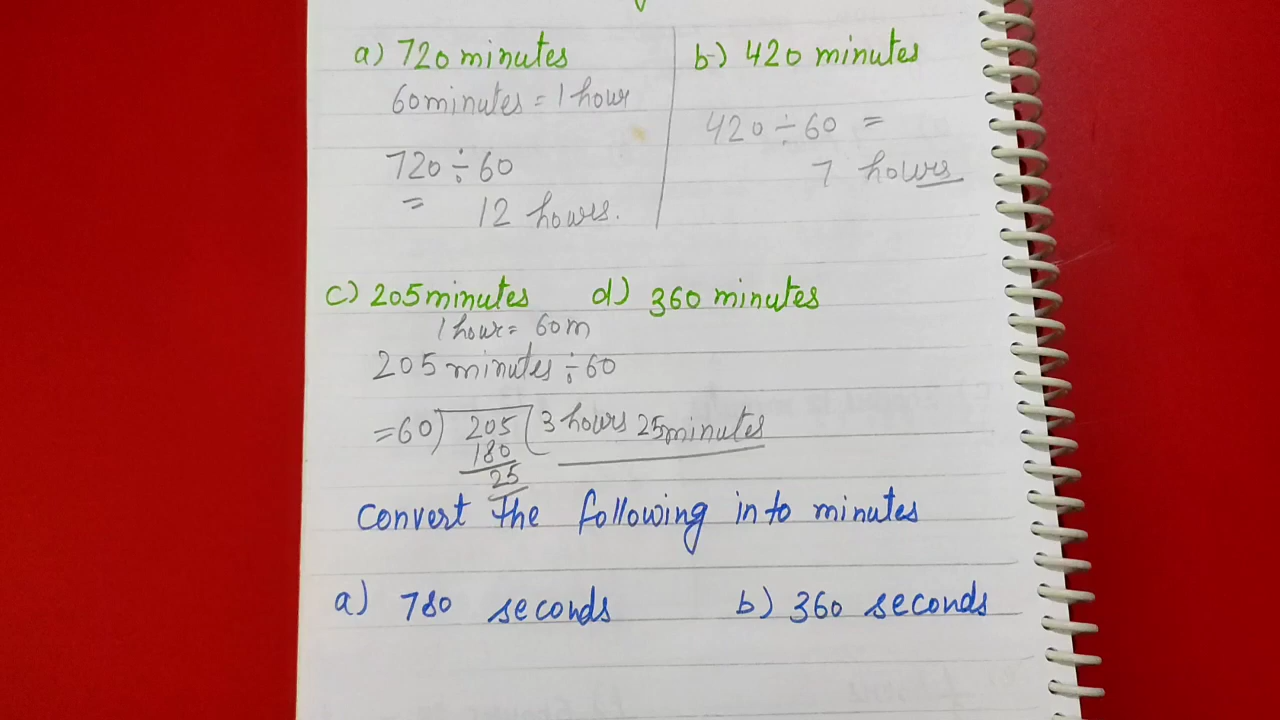 a) 720 minutes
60 minutes = 1 hour
720 ÷ 60
= 12 hours.
b) 420 minutes
420 ÷ 60 =
7 hours
c) 205 minutes
1 hour = 60 m
205 minutes ÷ 60
= 60) 205 (3 hours 25 minutes
180
25
d) 360 minutes
convert the following into minutes
a) 780 seconds b) 360 seconds